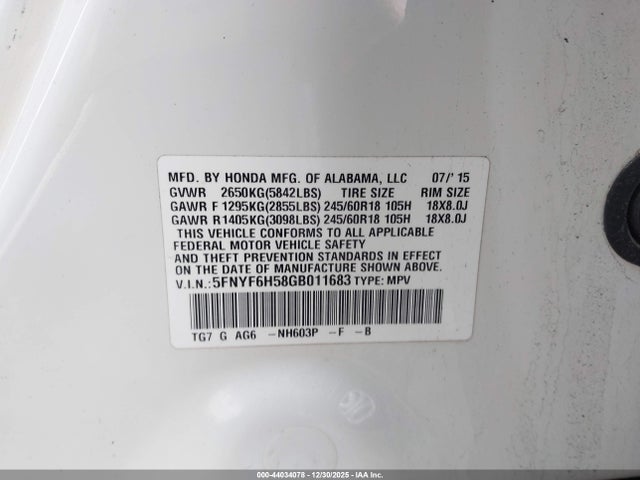 MFD. BY HONDA MFG. OF ALABAMA, LLC 07/' 15
GVWR 2650KG(5842LBS) TIRE SIZE RIM SIZE
GAWR F 1295KG(2855LBS) 245/60R18 105H 18X8.0J
GAWR R 1405KG(3098LBS) 245/60R18 105H 18X8.0J
THIS VEHICLE CONFORMS TO ALL APPLICABLE
FEDERAL MOTOR VEHICLE SAFETY
AND THEFT PREVENTION STANDARDS IN EFFECT
ON THE DATE OF MANUFACTURE SHOWN ABOVE.
V.I.N.: 5FNYF6H58GB011683 TYPE: MPV
TG7 G AG6 -NH603P -F -B
000-44034078 - 12/30/2025 - IAA Inc.